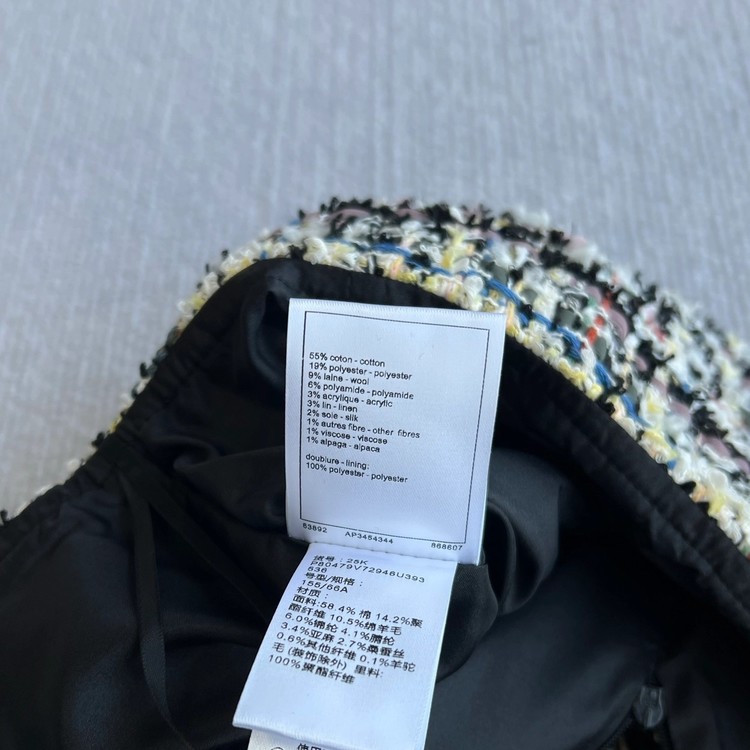 55% coton - cotton
19% polyester - polyester
9% laine - wool
6% polyamide - polyamide
3% acrylique - acrylic
3% lin - linen
2% soie - silk
1% autres fibre - other fibres
1% viscose - viscose
1% alpaga - alpaca
doublure - lining:
100% polyester - polyester
63892 AP3454344 868607
货号: 25K
P80479V72946U393
536
号型/规格:
155/66A
材质:
面料:58.4% 棉 14.2%聚
酯纤维 10.5%绵羊毛
6.0%锦纶 4.1%腈纶
3.4%亚麻 2.7%桑蚕丝
0.6%其他纤维 0.1%羊驼
毛 (装饰除外) 里料:
100%聚酯纤维